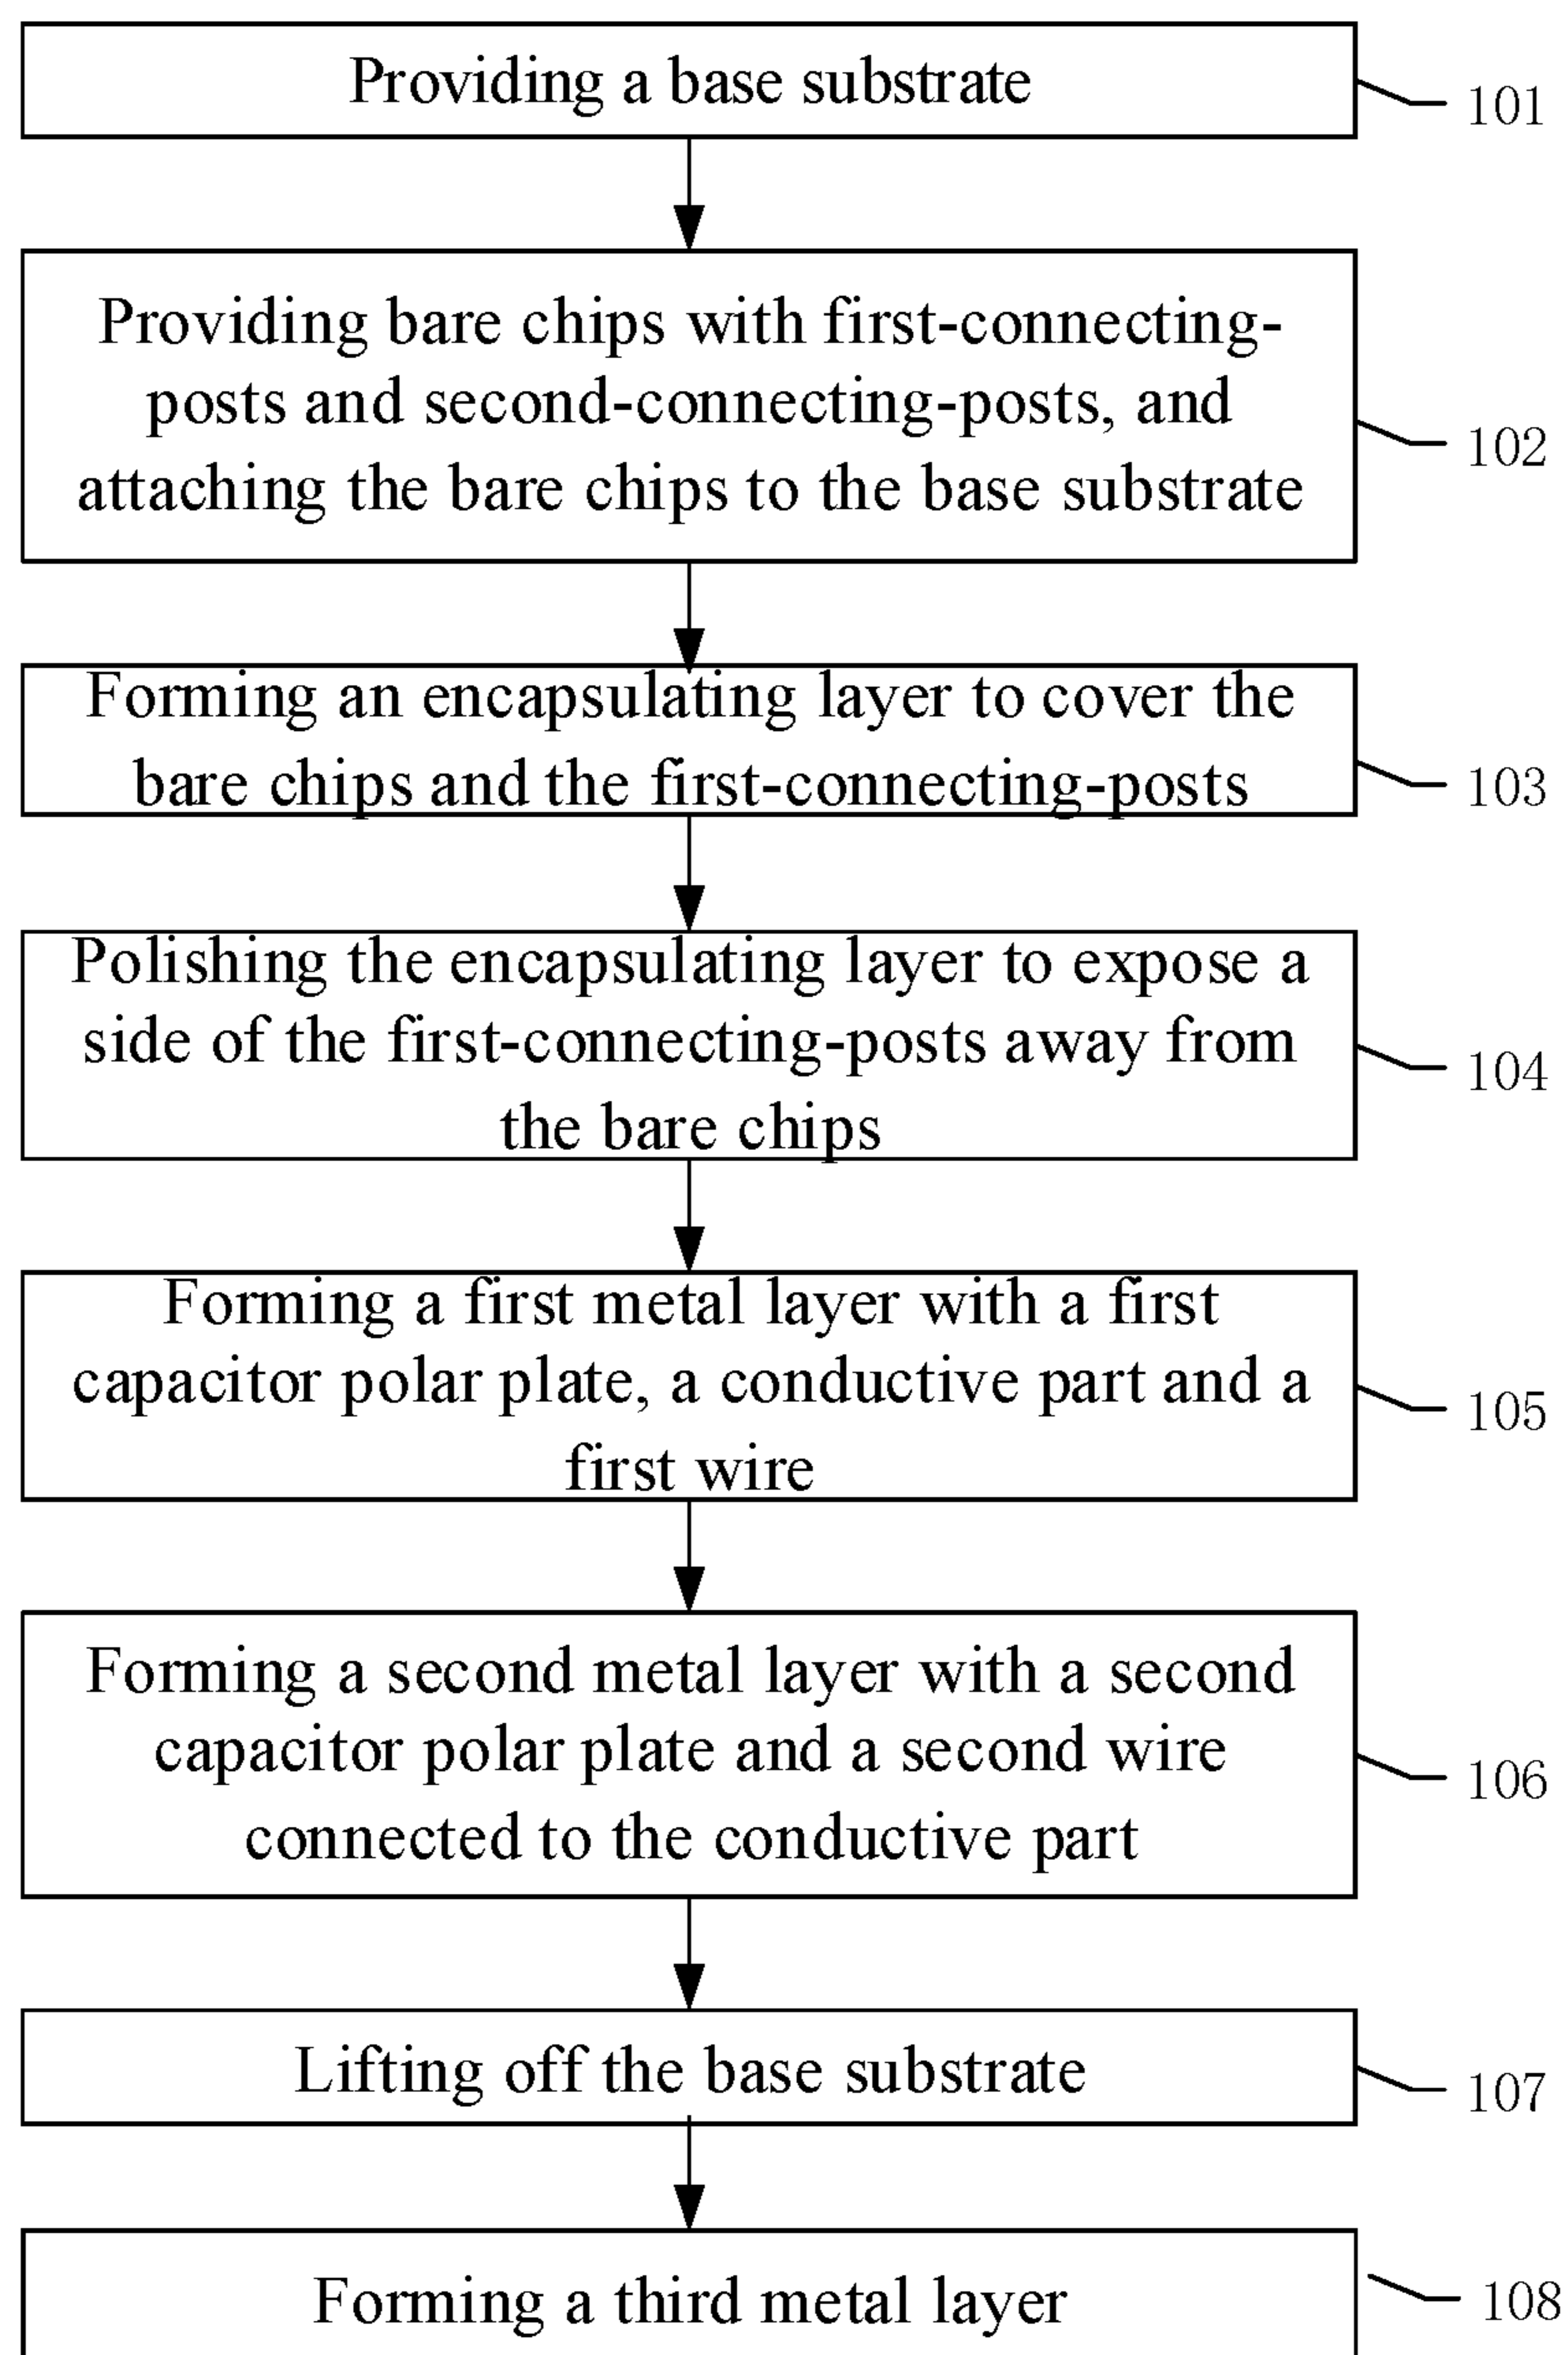 Providing a base substrate
101
Providing bare chips with first-connecting-
posts and second-connecting-posts, and
attaching the bare chips to the base substrate
102
Forming an encapsulating layer to cover the
bare chips and the first-connecting-posts
103
Polishing the encapsulating layer to expose a
side of the first-connecting-posts away from
the bare chips
104
Forming a first metal layer with a first
capacitor polar plate, a conductive part and a
first wire
105
Forming a second metal layer with a second
capacitor polar plate and a second wire
connected to the conductive part
106
Lifting off the base substrate
107
Forming a third metal layer
108